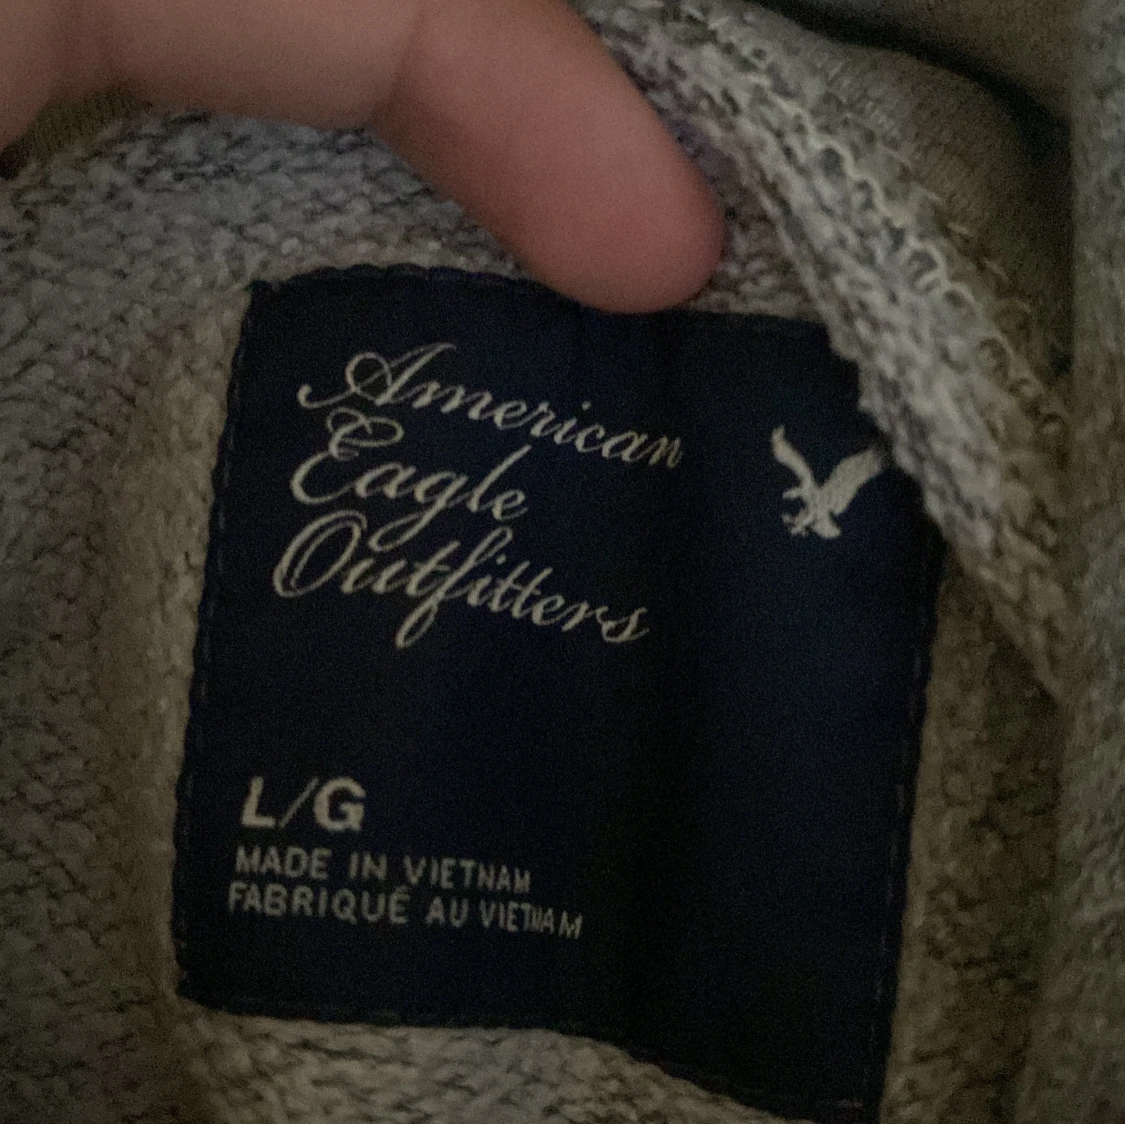 American
Eagle
Outfitters
L/G
MADE IN VIETNAM
FABRIQUÉ AU VIETNAM